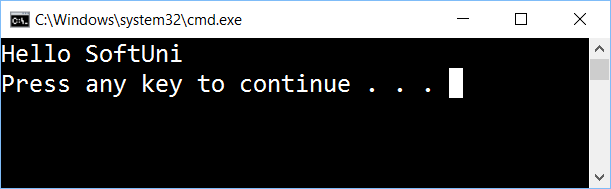 C:\Windows\system32\cmd.exe
Hello SoftUni
Press any key to continue . . .